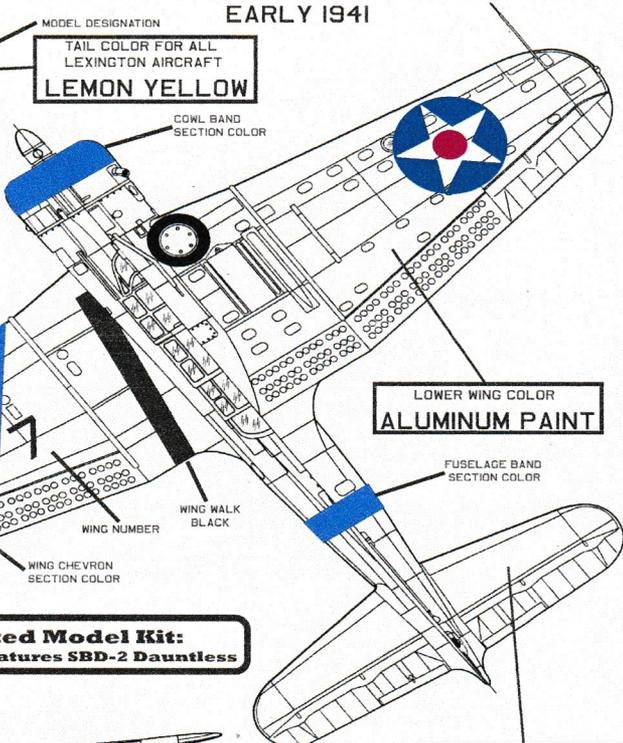 EARLY 1941
MODEL DESIGNATION
TAIL COLOR FOR ALL
LEXINGTON AIRCRAFT
LEMON YELLOW
COWL BAND
SECTION COLOR
LOWER WING COLOR
ALUMINUM PAINT
FUSELAGE BAND
SECTION COLOR
WING WALK
BLACK
WING NUMBER
WING CHEVRON
SECTION COLOR
ted Model Kit:
atures SBD-2 Dauntless